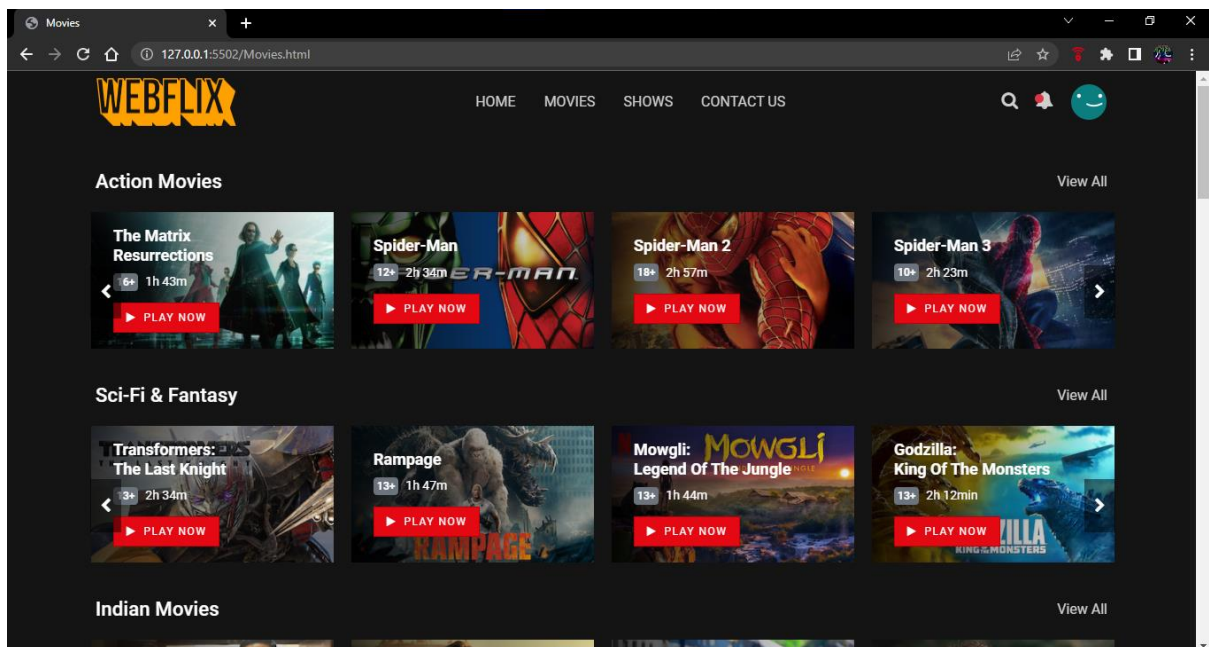 Movies
127.0.0.1:5502/Movies.html
WEBFLIX
HOME MOVIES SHOWS CONTACT US
Action Movies View All
The Matrix
Resurrections
6+ 1h 43m
PLAY NOW
Spider-Man
12+ 2h 34m
ER-MAN
PLAY NOW
Spider-Man 2
18+ 2h 57m
PLAY NOW
Spider-Man 3
10+ 2h 23m
PLAY NOW
Sci-Fi & Fantasy View All
TRANSFORMERS
Transformers:
The Last Knight
13+ 2h 34m
PLAY NOW
Rampage
13+ 1h 47m
PLAY NOW
RAMPAGE
MOWGLI
Mowgli:
Legend Of The Jungle
13+ 1h 44m
PLAY NOW
Godzilla:
King Of The Monsters
13+ 2h 12min
PLAY NOW
ZILLA
KING OF THE MONSTERS
Indian Movies View All